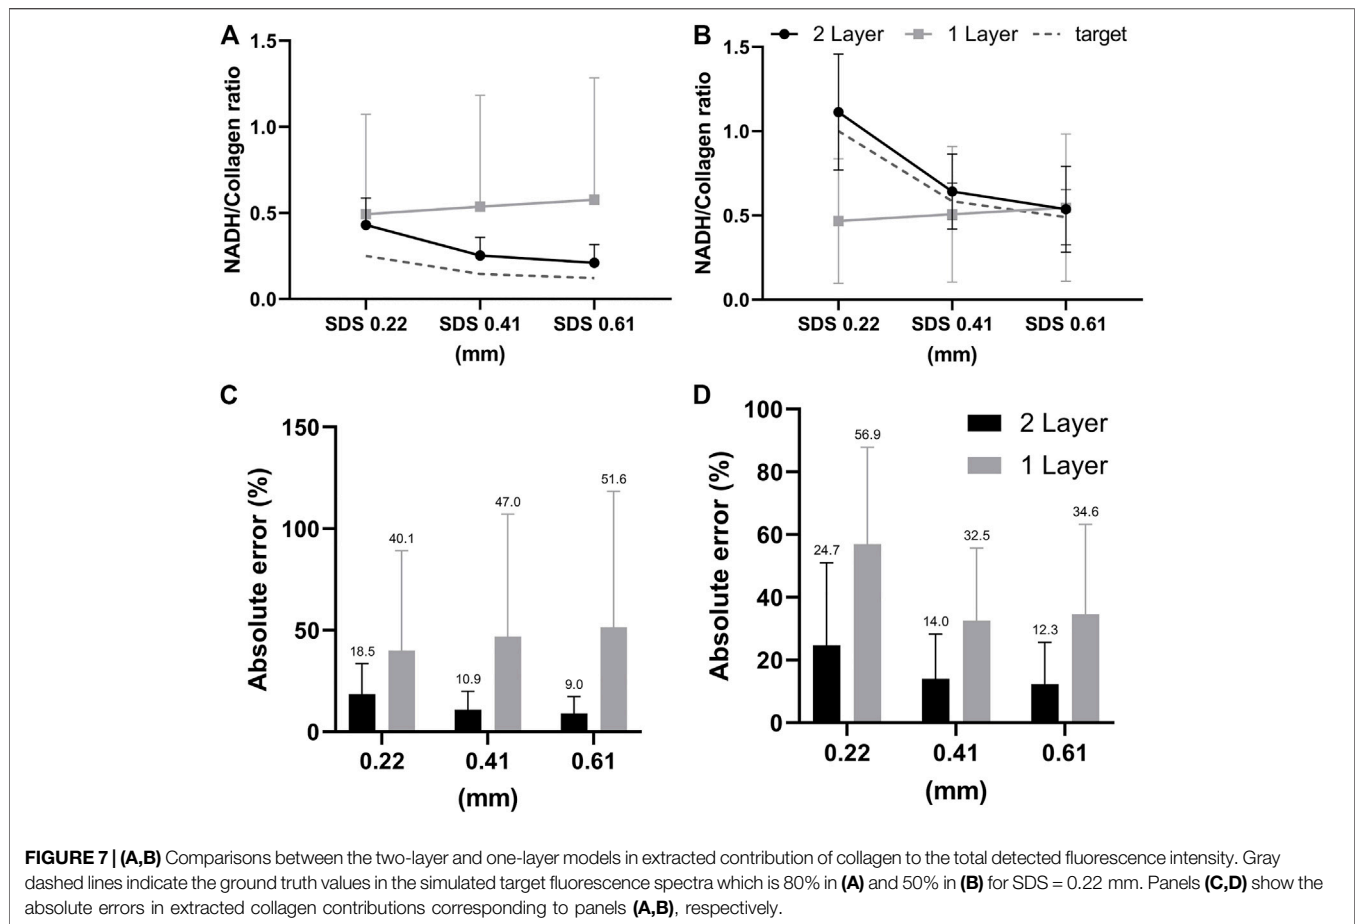 A
1.5
1.0
0.5
0.0
NADH/Collagen ratio
SDS 0.22 SDS 0.41 SDS 0.61
(mm)
B
2 Layer 1 Layer target
1.5
1.0
0.5
0.0
NADH/Collagen ratio
SDS 0.22 SDS 0.41 SDS 0.61
(mm)
C
150
100
50
0
Absolute error (%)
18.5 40.1 10.9 47.0 9.0 51.6
0.22 0.41 0.61
(mm)
D
100
80
60
40
20
0
Absolute error (%)
2 Layer
1 Layer
24.7 56.9 14.0 32.5 12.3 34.6
0.22 0.41 0.61
(mm)
FIGURE 7 | (A,B) Comparisons between the two-layer and one-layer models in extracted contribution of collagen to the total detected fluorescence intensity. Gray
dashed lines indicate the ground truth values in the simulated target fluorescence spectra which is 80% in (A) and 50% in (B) for SDS = 0.22 mm. Panels (C,D) show the
absolute errors in extracted collagen contributions corresponding to panels (A,B), respectively.